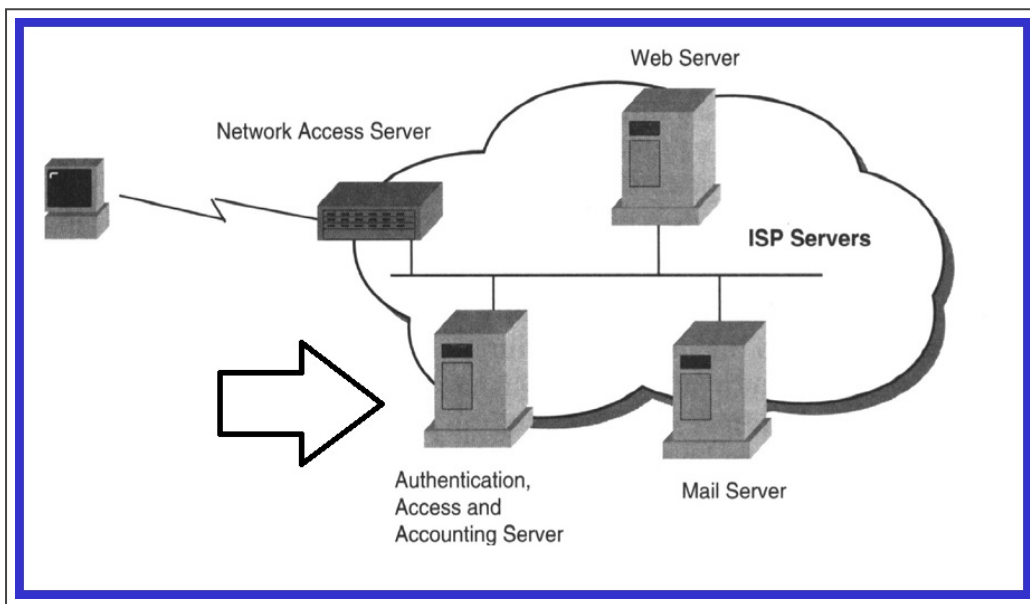 Web Server
Network Access Server
ISP Servers
Authentication,
Access and
Accounting Server
Mail Server